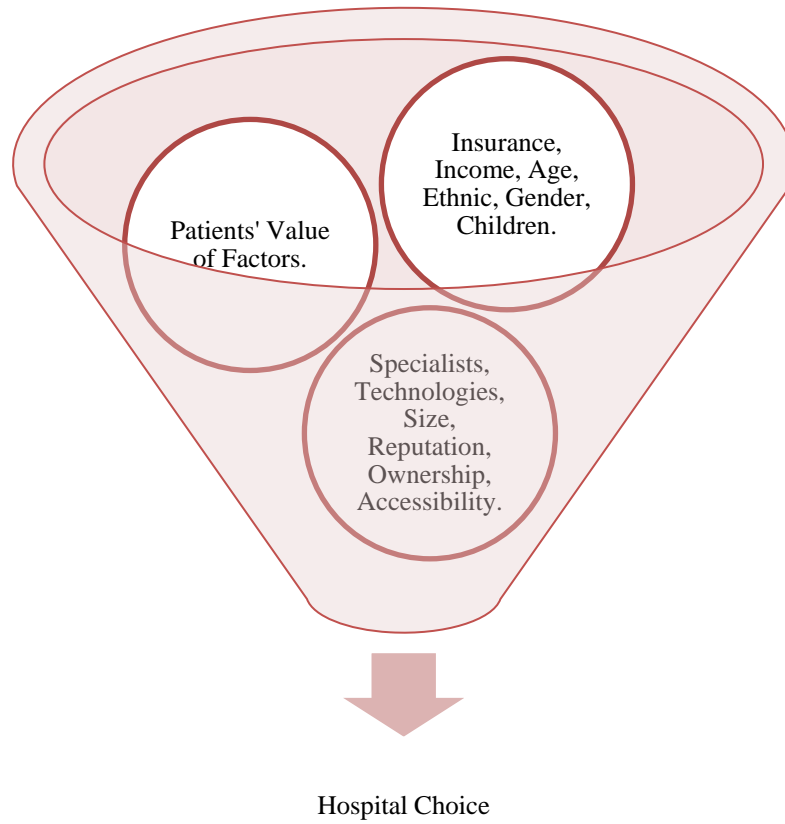 Insurance,
Income, Age,
Ethnic, Gender,
Children.
Patients' Value
of Factors.
Specialists,
Technologies,
Size,
Reputation,
Ownership,
Accessibility.
Hospital Choice